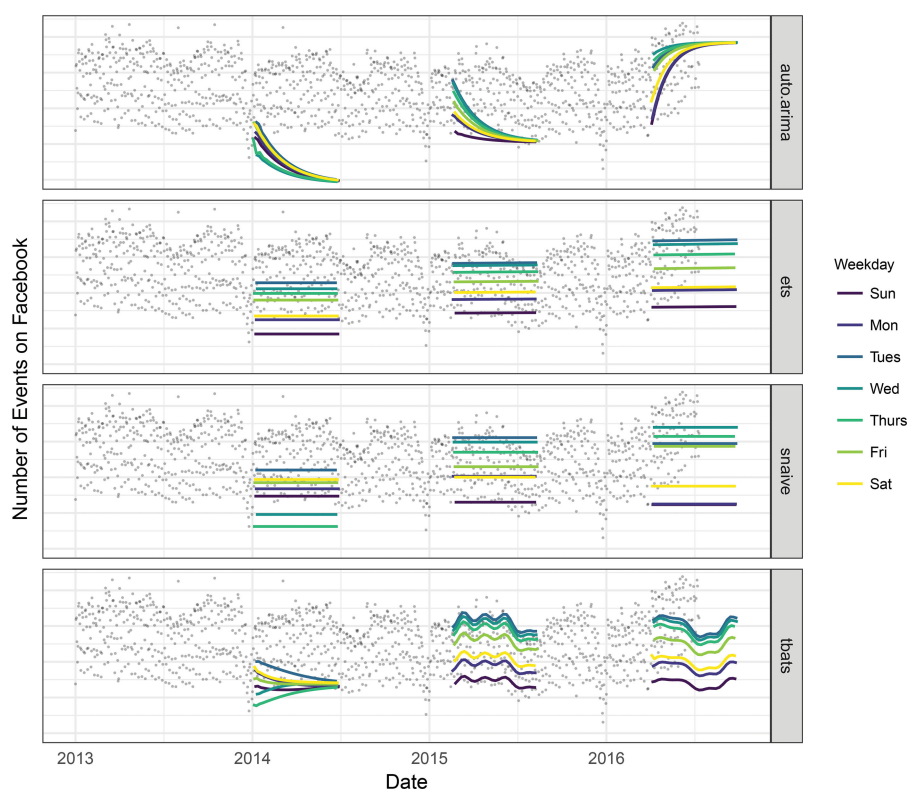 Number of Events on Facebook
auto.arima
ets
snaive
tbats
2013
2014
2015
2016
Date
Weekday
Sun
Mon
Tues
Wed
Thurs
Fri
Sat